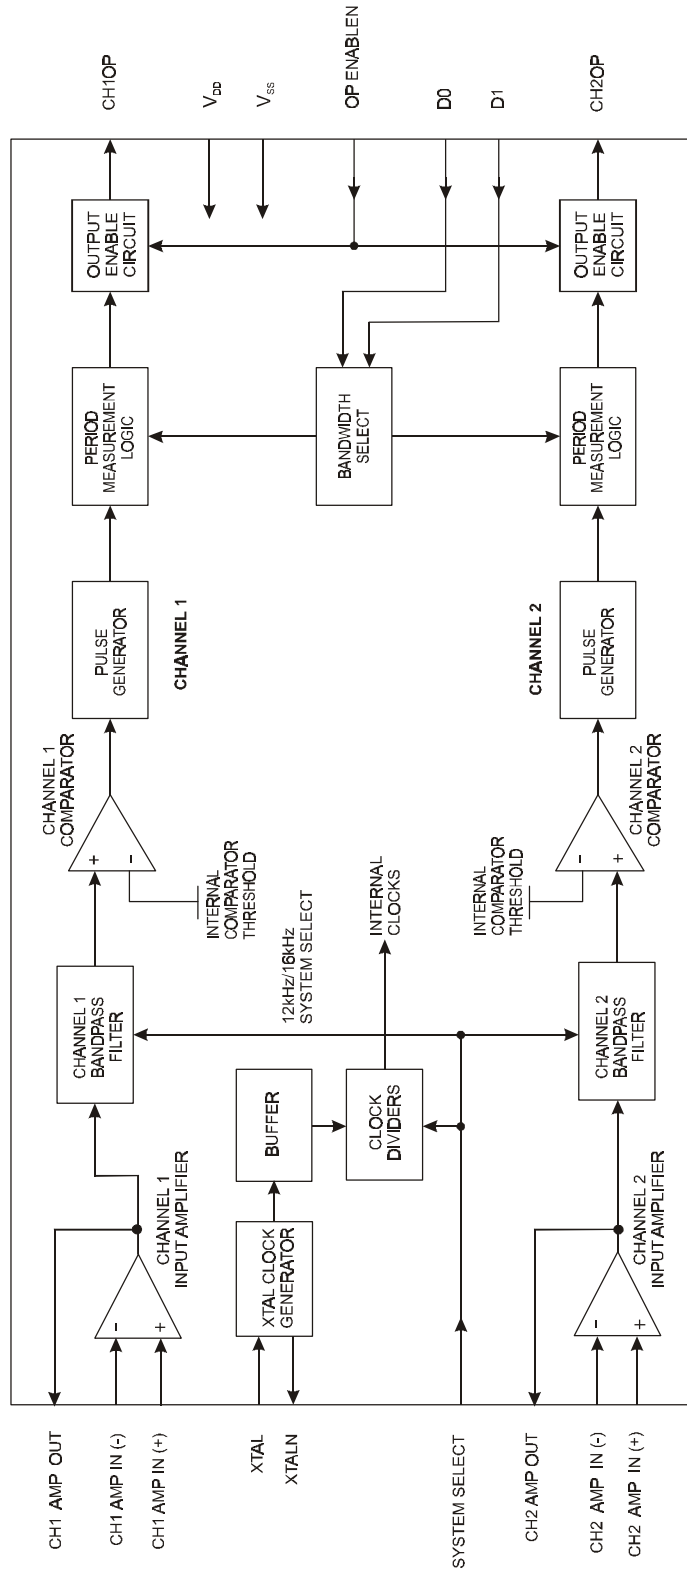 CH1 AMP OUT
CH1 AMP IN (-)
CH1 AMP IN (+)
XTAL
XTALN
SYSTEM SELECT
CH2 AMP OUT
CH2 AMP IN (-)
CH2 AMP IN (+)
-
+
CHANNEL 1
INPUT AMPLIFIER
CHANNEL 1
BANDPASS
FILTER
+
-
CHANNEL 1
COMPARATOR
INTERNAL
COMPARATOR
THRESHOLD
PULSE
GENERATOR
CHANNEL 1
PERIOD
MEASUREMENT
LOGIC
OUTPUT
ENABLE
CIRCUIT
CH1OP
XTAL CLOCK
GENERATOR
BUFFER
12kHz/16kHz
SYSTEM SELECT
CLOCK
DIVIDERS
INTERNAL
CLOCKS
BANDWIDTH
SELECT
VDD
VSS
OP ENABLEN
D0
D1
-
+
CHANNEL 2
INPUT AMPLIFIER
CHANNEL 2
BANDPASS
FILTER
INTERNAL
COMPARATOR
THRESHOLD
-
+
CHANNEL 2
COMPARATOR
CHANNEL 2
PULSE
GENERATOR
PERIOD
MEASUREMENT
LOGIC
OUTPUT
ENABLE
CIRCUIT
CH2OP